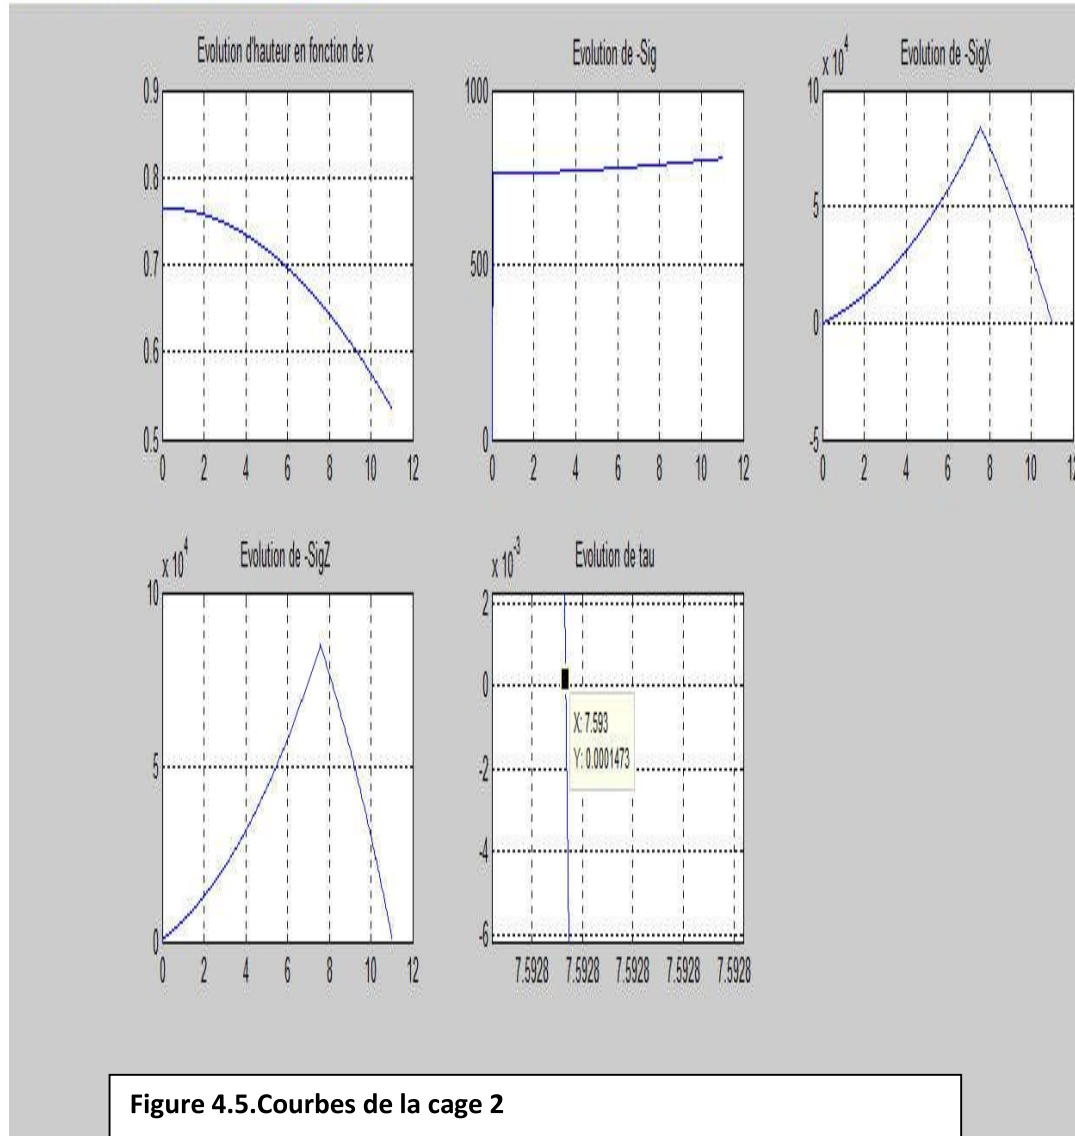 Evolution d'hauteur en fonction de x
0.9
0.8
0.7
0.6
0.5
0 2 4 6 8 10 12
Evolution de -Sig
1000
500
0
0 2 4 6 8 10 12
x 10^4
Evolution de -SigX
10
5
0
-5
0 2 4 6 8 10 12
x 10^4
Evolution de -SigZ
10
5
0
0 2 4 6 8 10 12
x 10^-3
Evolution de tau
2
0
-2
-4
-6
X: 7.593
Y: 0.0001473
7.5928 7.5928 7.5928 7.5928 7.5928
Figure 4.5.Courbes de la cage 2